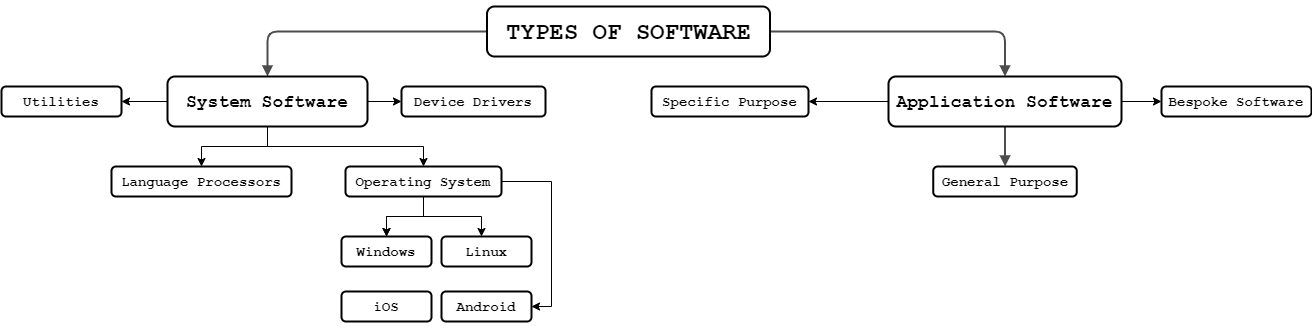 TYPES OF SOFTWARE
Utilities
System Software
Device Drivers
Specific Purpose
Application Software
Bespoke Software
Language Processors
Operating System
General Purpose
Windows
Linux
iOS
Android